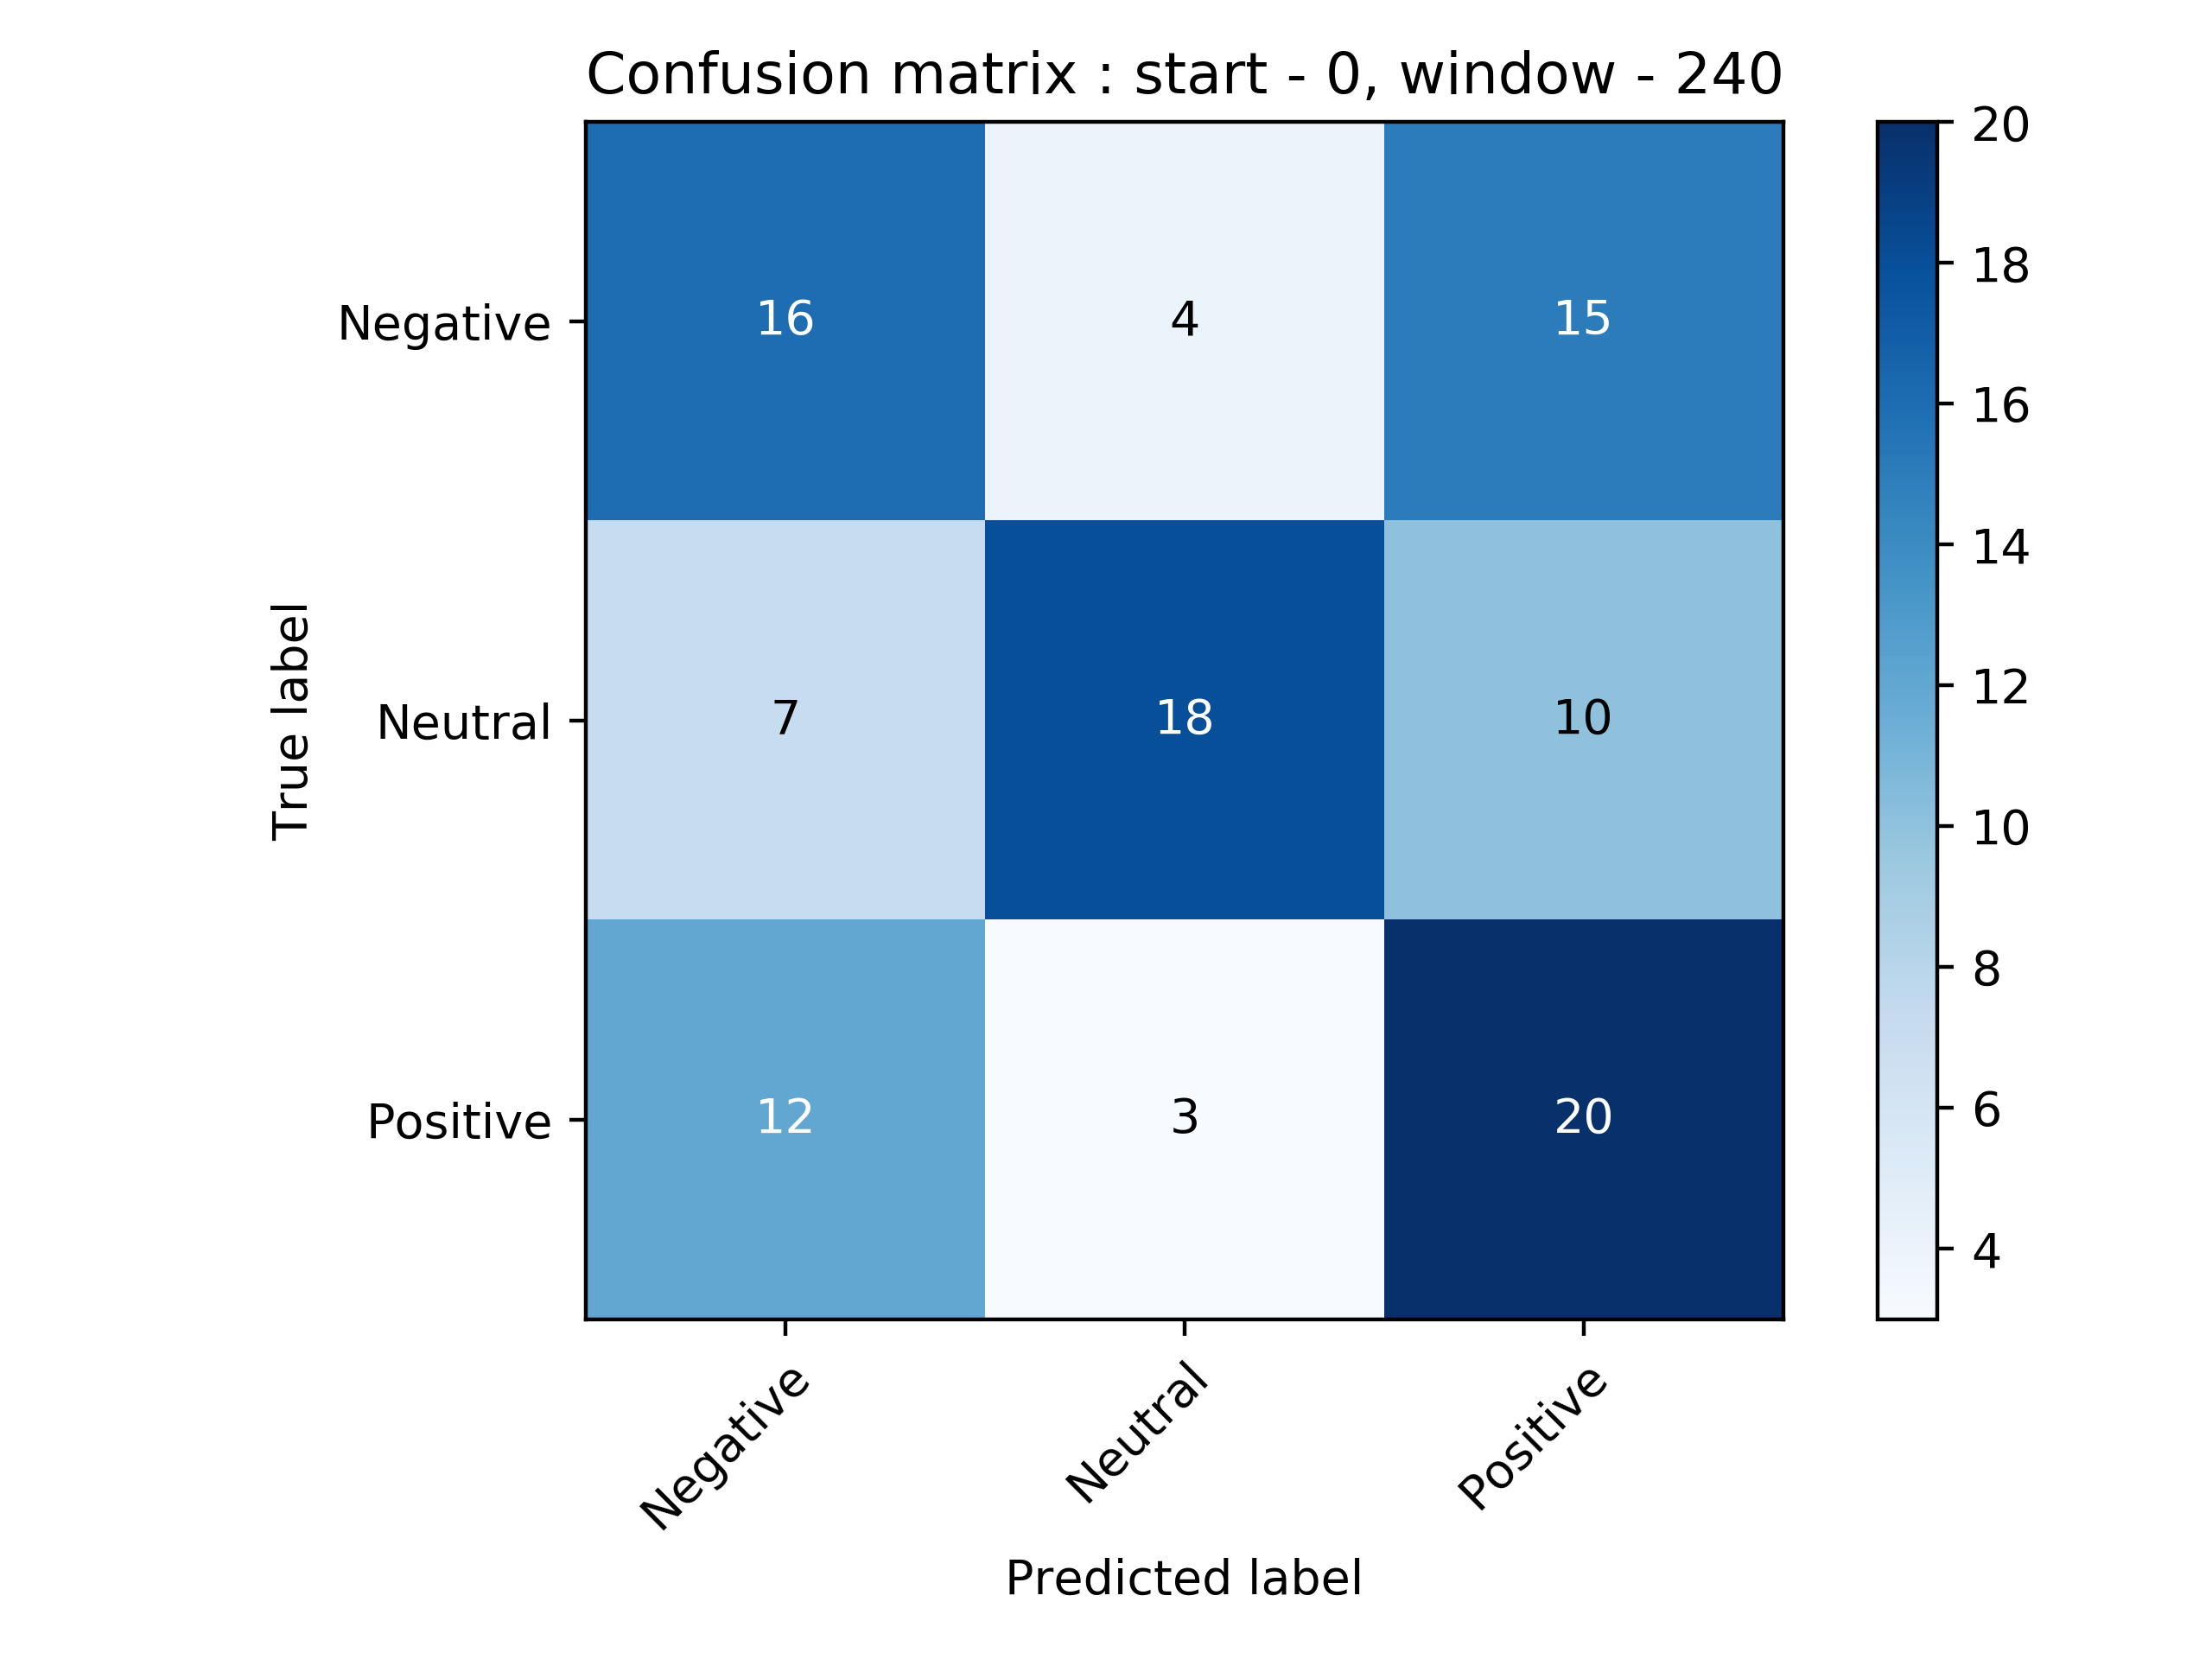 Confusion matrix : start - 0, window - 240
True label
Negative 16 4 15
Neutral 7 18 10
Positive 12 3 20
Negative Neutral Positive
Predicted label
20
18
16
14
12
10
8
6
4